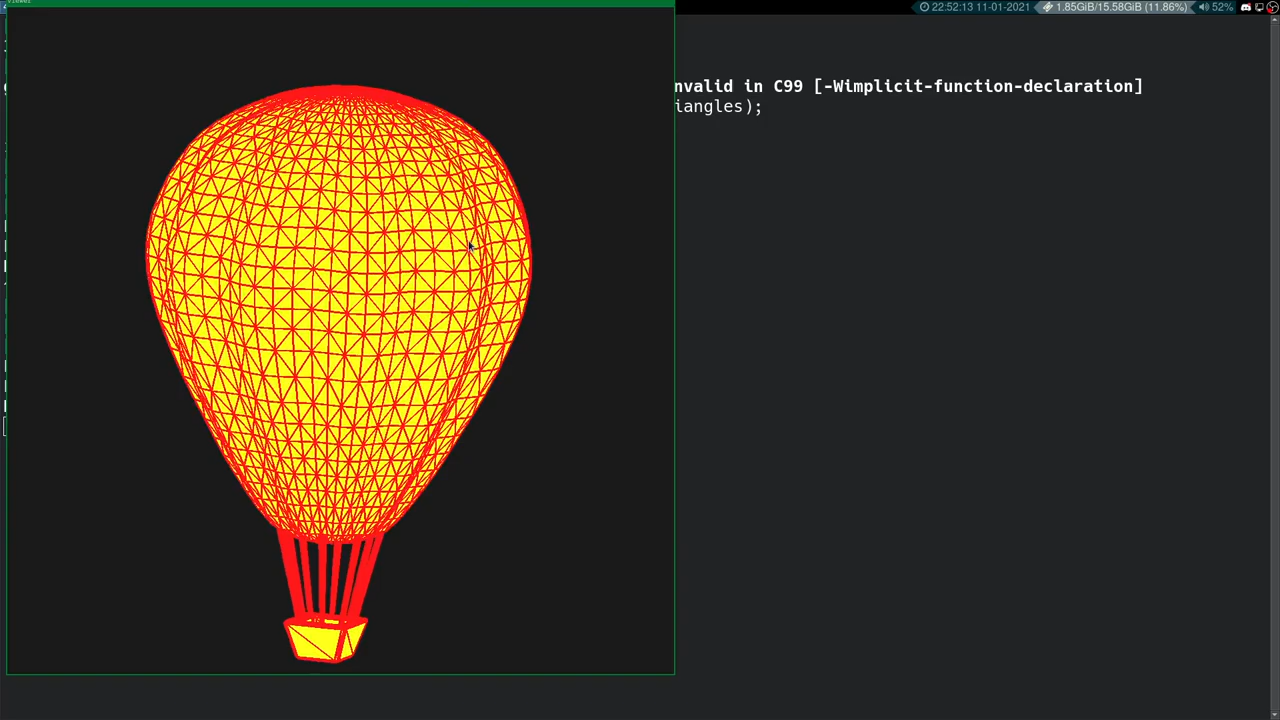 viewer
22:52:13 11-01-2021 1.85GiB/15.58GiB (11.86%) 52%
nvalid in C99 [-Wimplicit-function-declaration]
iangles);